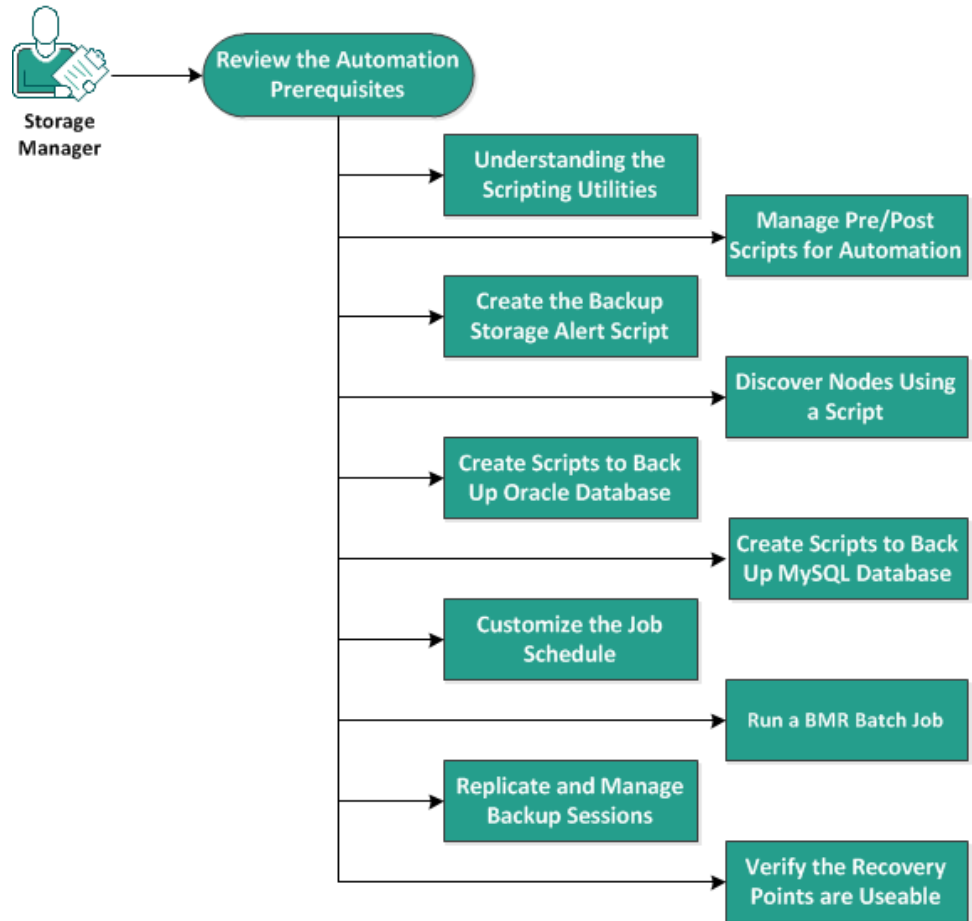 Storage
Manager
Review the Automation
Prerequisites
Understanding the
Scripting Utilities
Manage Pre/Post
Scripts for Automation
Create the Backup
Storage Alert Script
Discover Nodes Using
a Script
Create Scripts to Back
Up Oracle Database
Create Scripts to Back
Up MySQL Database
Customize the Job
Schedule
Run a BMR Batch Job
Replicate and Manage
Backup Sessions
Verify the Recovery
Points are Useable